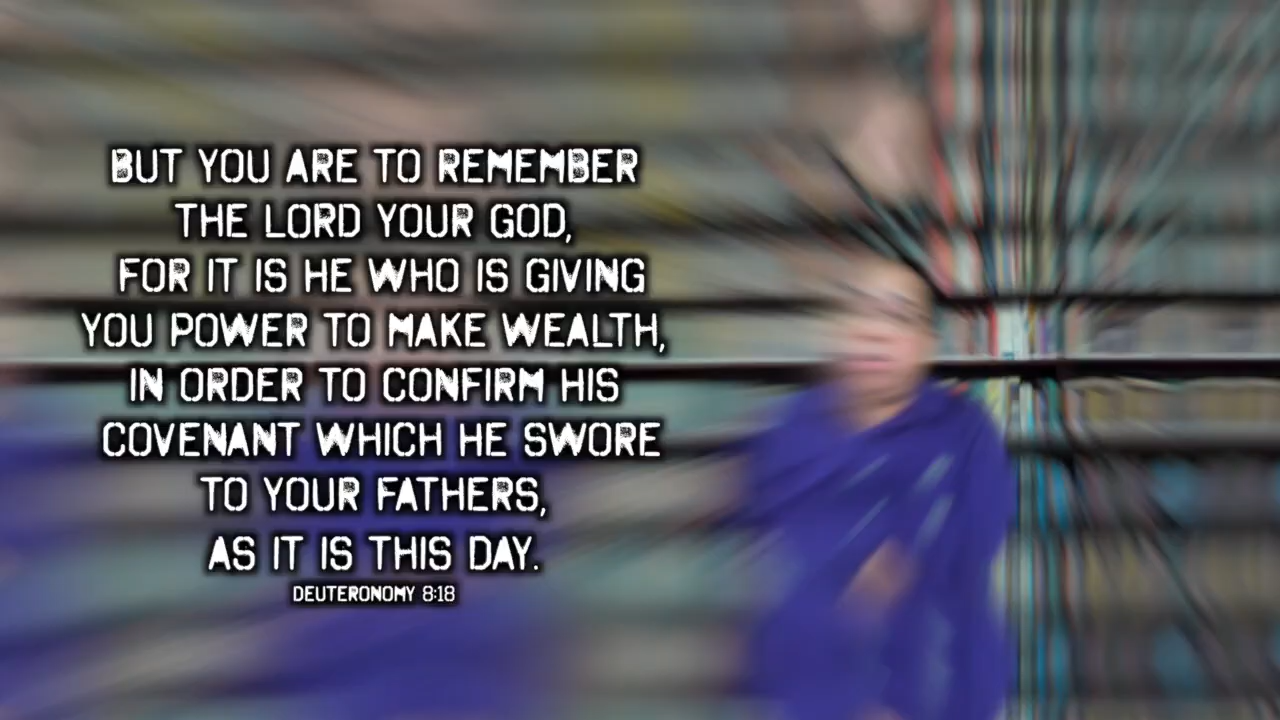 BUT YOU ARE TO REMEMBER
THE LORD YOUR GOD,
FOR IT IS HE WHO IS GIVING
YOU POWER TO MAKE WEALTH,
IN ORDER TO CONFIRM HIS
COVENANT WHICH HE SWORE
TO YOUR FATHERS,
AS IT IS THIS DAY.
DEUTERONOMY 8:18